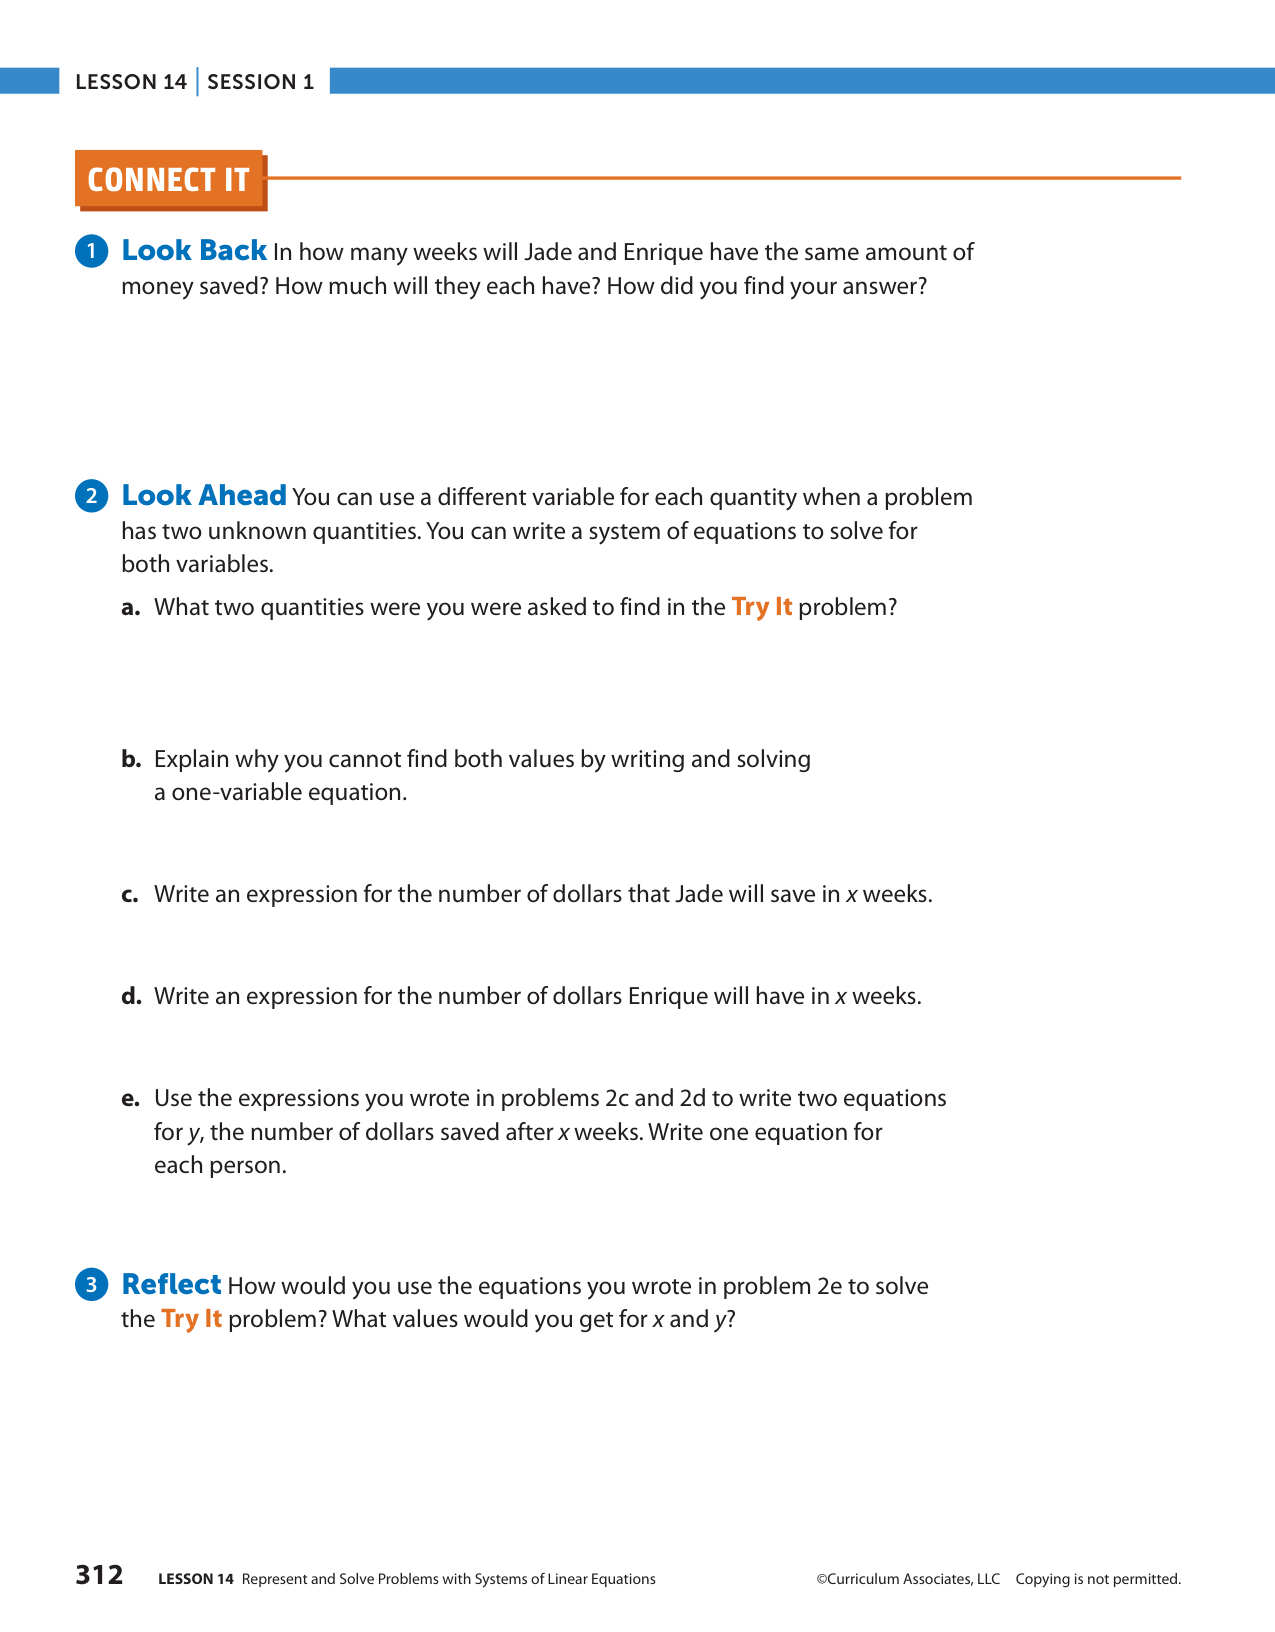 LESSON 14 | SESSION 1
CONNECT IT
1 Look Back In how many weeks will Jade and Enrique have the same amount of
money saved? How much will they each have? How did you find your answer?
2 Look Ahead You can use a different variable for each quantity when a problem
has two unknown quantities. You can write a system of equations to solve for
both variables.
a. What two quantities were you were asked to find in the Try It problem?
b. Explain why you cannot find both values by writing and solving
a one-variable equation.
c. Write an expression for the number of dollars that Jade will save in x weeks.
d. Write an expression for the number of dollars Enrique will have in x weeks.
e. Use the expressions you wrote in problems 2c and 2d to write two equations
for y, the number of dollars saved after x weeks. Write one equation for
each person.
3 Reflect How would you use the equations you wrote in problem 2e to solve
the Try It problem? What values would you get for x and y?
312 LESSON 14 Represent and Solve Problems with Systems of Linear Equations ©Curriculum Associates, LLC Copying is not permitted.